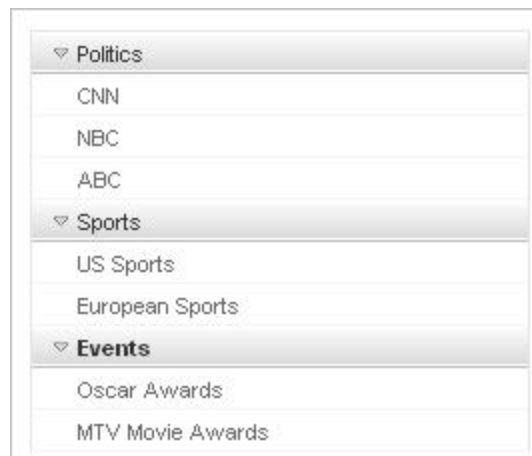 Politics
CNN
NBC
ABC
Sports
US Sports
European Sports
Events
Oscar Awards
MTV Movie Awards